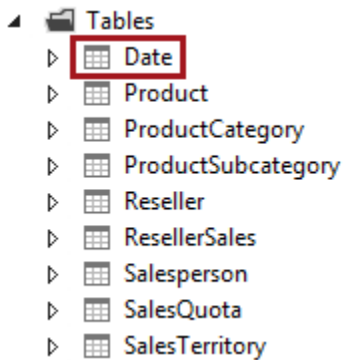 Tables
Date
Product
ProductCategory
ProductSubcategory
Reseller
ResellerSales
Salesperson
SalesQuota
SalesTerritory